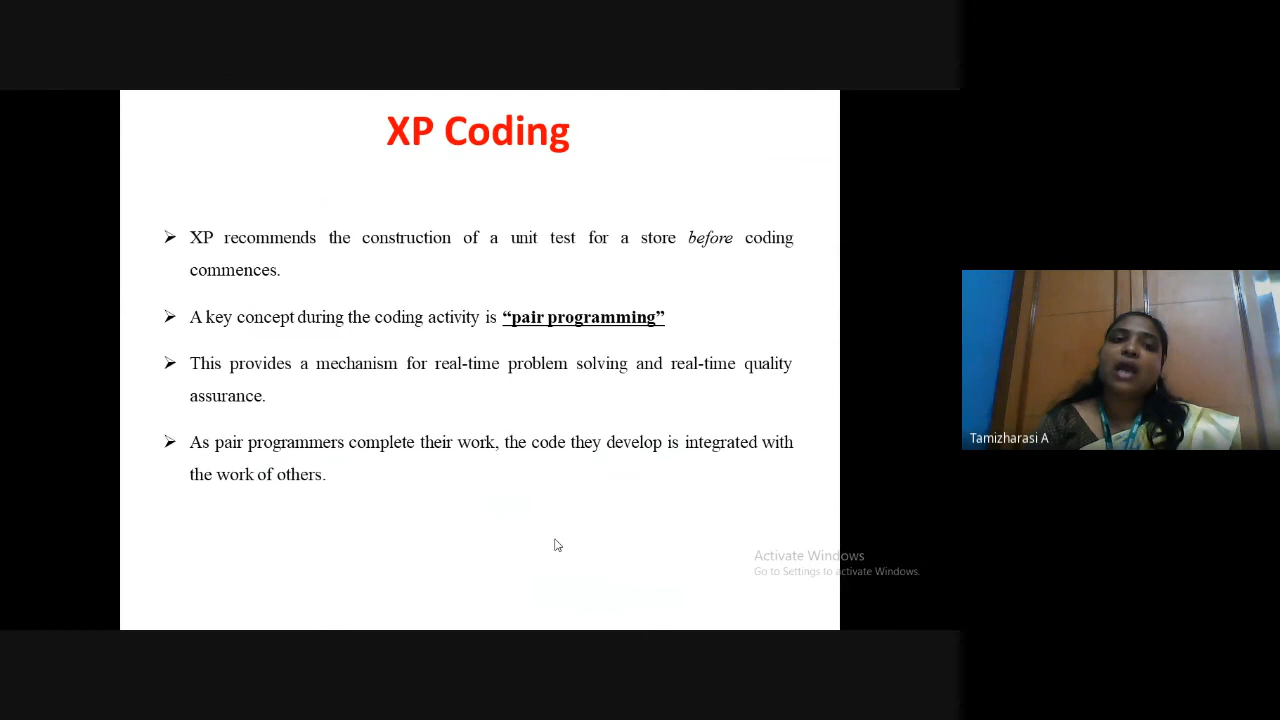 XP Coding
➢ XP recommends the construction of a unit test for a store before coding
commences.
➢ A key concept during the coding activity is “pair programming”
➢ This provides a mechanism for real-time problem solving and real-time quality
assurance.
➢ As pair programmers complete their work, the code they develop is integrated with
the work of others.
Tamizharasi A
Activate Windows
Go to Settings to activate Windows.